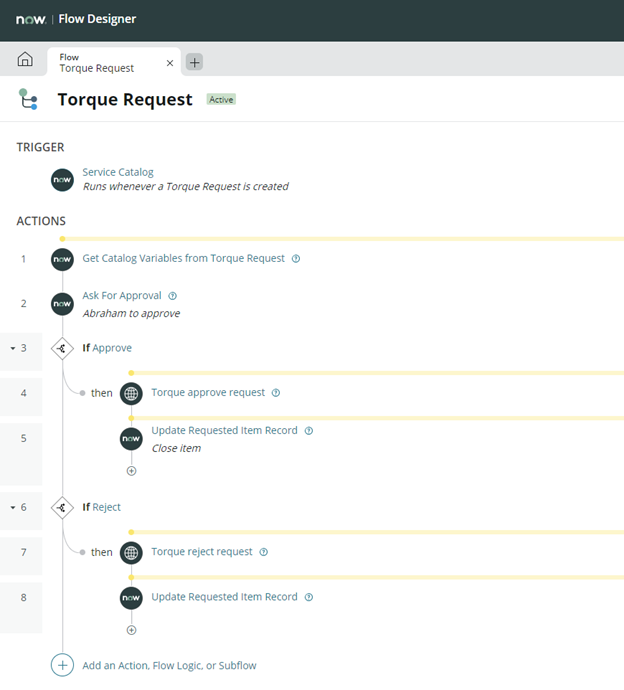 now. | Flow Designer
Flow
Torque Request
Torque Request Active
TRIGGER
now Service Catalog
Runs whenever a Torque Request is created
ACTIONS
1 now Get Catalog Variables from Torque Request
2 now Ask For Approval
Abraham to approve
3 If Approve
4 then Torque approve request
5 now Update Requested Item Record
Close item
6 If Reject
7 then Torque reject request
8 now Update Requested Item Record
Add an Action, Flow Logic, or Subflow